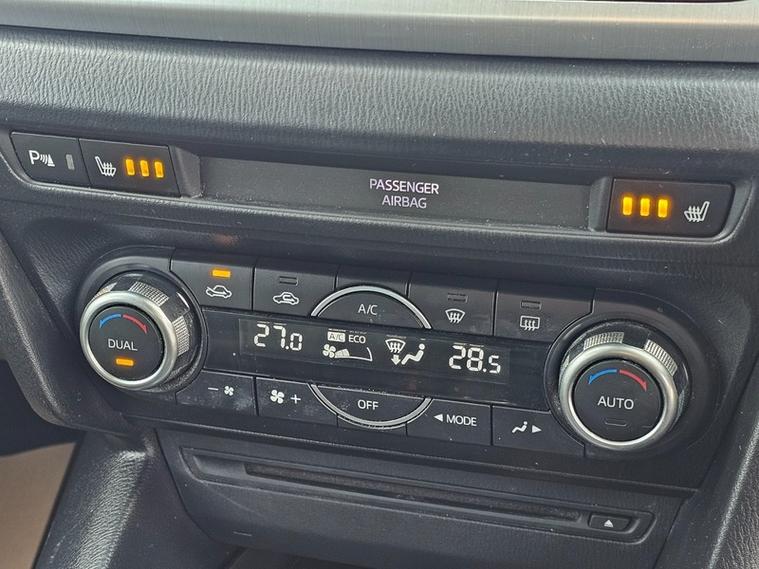 P
PASSENGER
AIRBAG
A/C
DUAL
27.0
A/C ECO
28.5
AUTO
- +
OFF
MODE